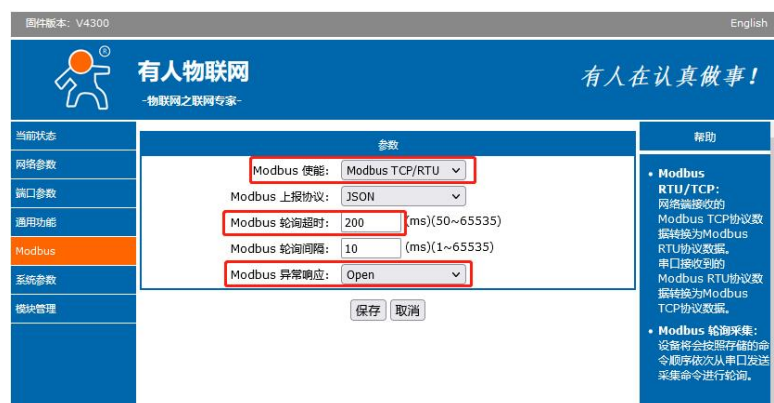 固件版本: V4300
English
®
有人物联网
-物联网之联网专家-
有人在认真做事!
当前状态
网络参数
端口参数
通用功能
Modbus
系统参数
模块管理
参数
Modbus 使能: Modbus TCP/RTU
Modbus 上报协议: JSON
Modbus 轮询超时: 200 (ms)(50~65535)
Modbus 轮询间隔: 10 (ms)(1~65535)
Modbus 异常响应: Open
保存 取消
帮助
• Modbus
RTU/TCP:
网络端接收的
Modbus TCP协议数
据转换为Modbus
RTU协议数据。
串口接收到的
Modbus RTU协议数
据转换为Modbus
TCP协议数据。
• Modbus 轮询采集:
设备将会按照存储的命
令顺序依次从串口发送
采集命令进行轮询。